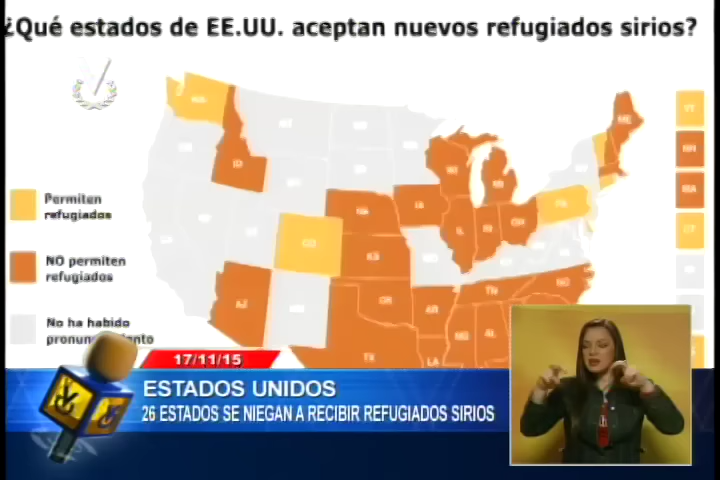 ¿Qué estados de EE.UU. aceptan nuevos refugiados sirios?
WA
ME
VT
ID
NH
WI
MI
MA
Permiten
refugiados
NE
IA
PA
CT
IL
IN
OH
CO
KS
NO permiten
refugiados
AZ
OK
AR
TN
NC
MS
AL
No ha habido
TX
LA
17/11/15
ESTADOS UNIDOS
26 ESTADOS SE NIEGAN A RECIBIR REFUGIADOS SIRIOS